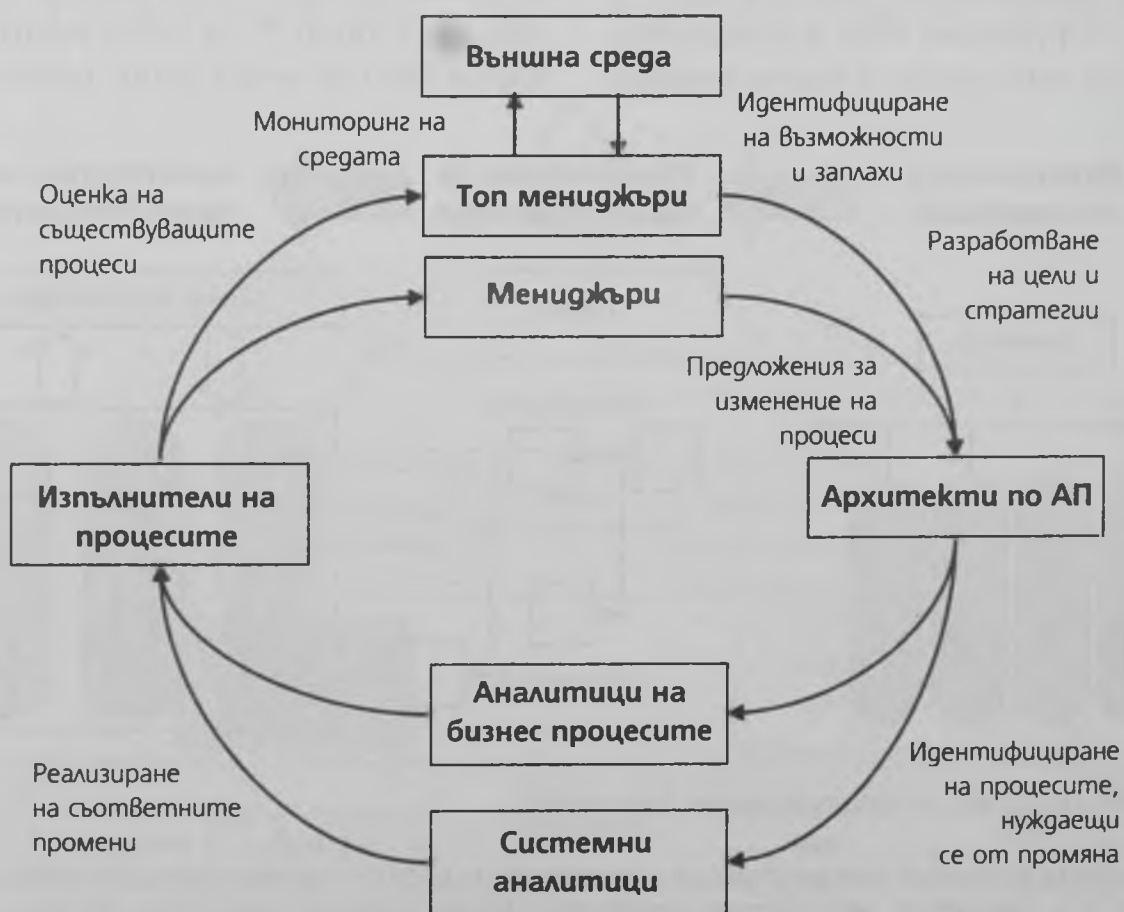 Външна среда
Мониторинг на
средата
Идентифициране
на възможности
и заплахи
Оценка на
съществуващите
процеси
Топ мениджъри
Разработване
на цели и
стратегии
Мениджъри
Предложения за
изменение на
процеси
Изпълнители на
процесите
Архитекти по АП
Аналитици на
бизнес процесите
Реализиране
на съответните
промени
Идентифициране
на процесите,
нуждаещи
се от промяна
Системни
аналитици